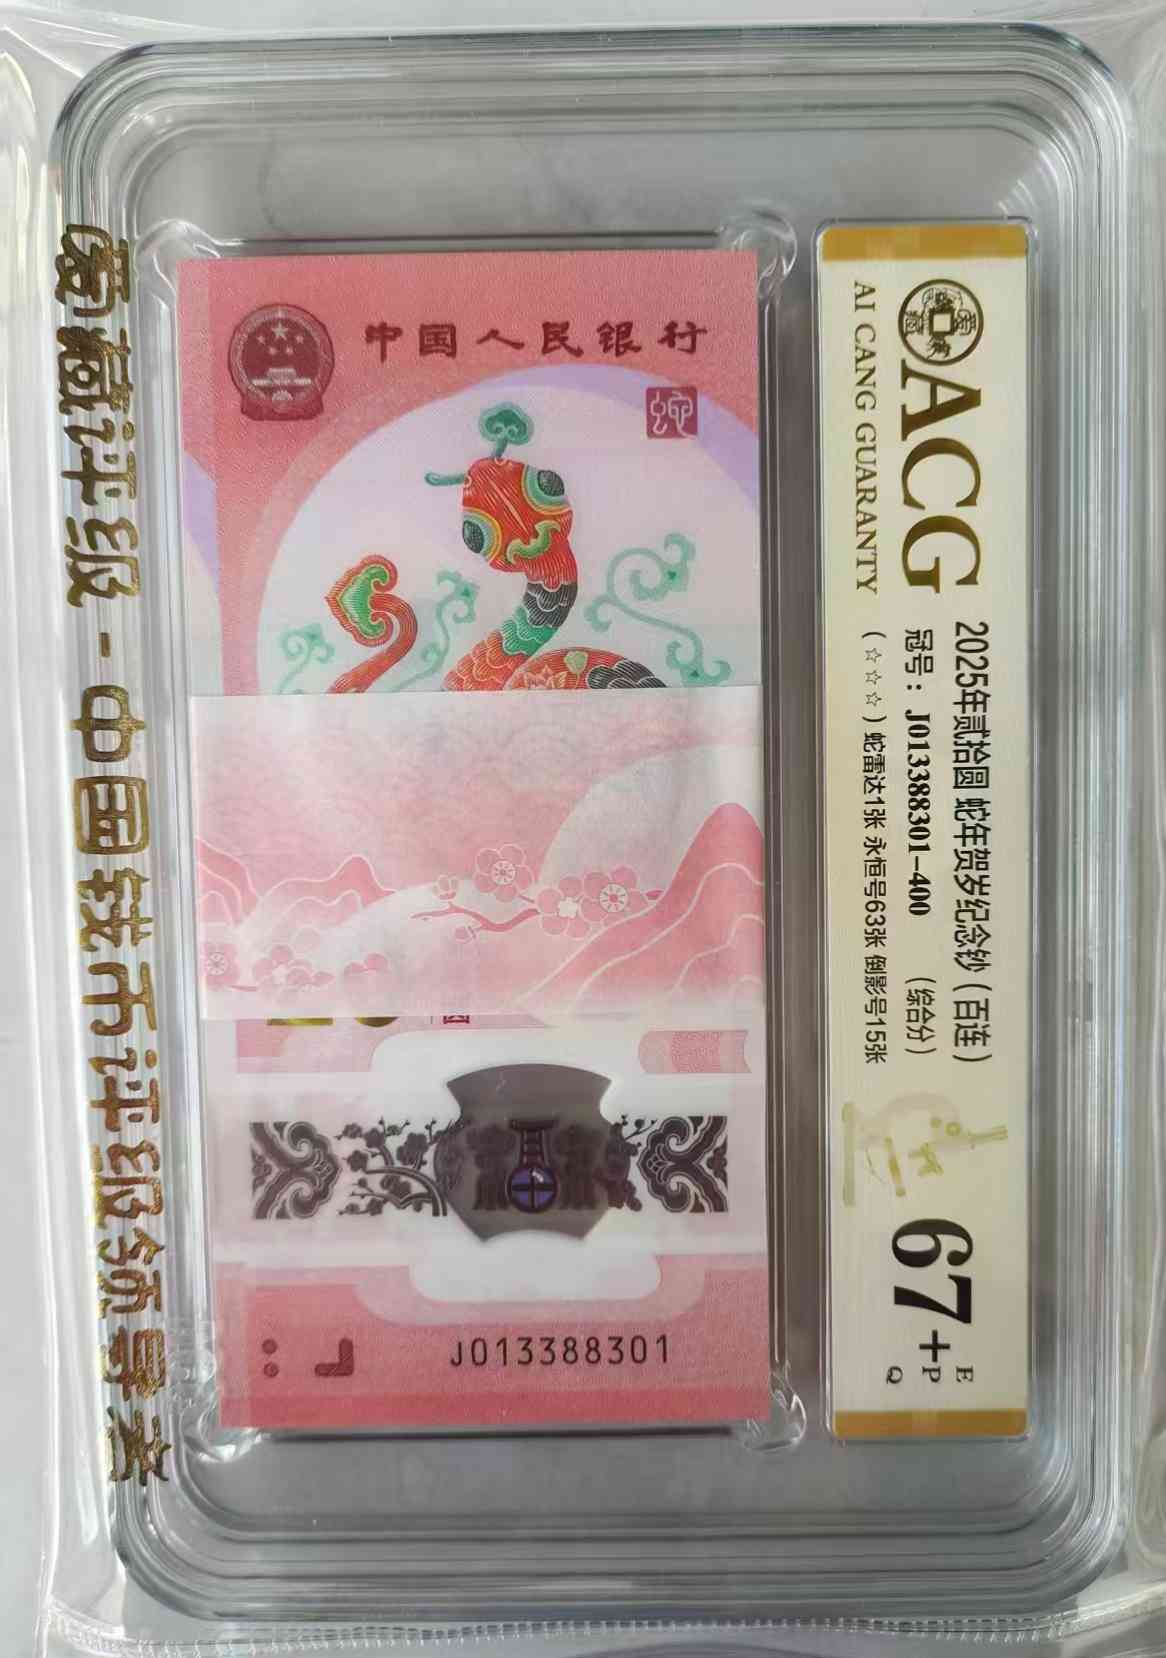 爱藏评级 - 中国钱币评级领导者
中国人民银行
蛇
J013388301
ACG
AI CANG GUARANTY
2025年贰拾圆 蛇年贺岁纪念钞（百连）
冠号：J013388301-400 （综合分）
（☆☆☆）蛇雷达1张 永恒号63张 倒影号15张
67+
E
P
Q